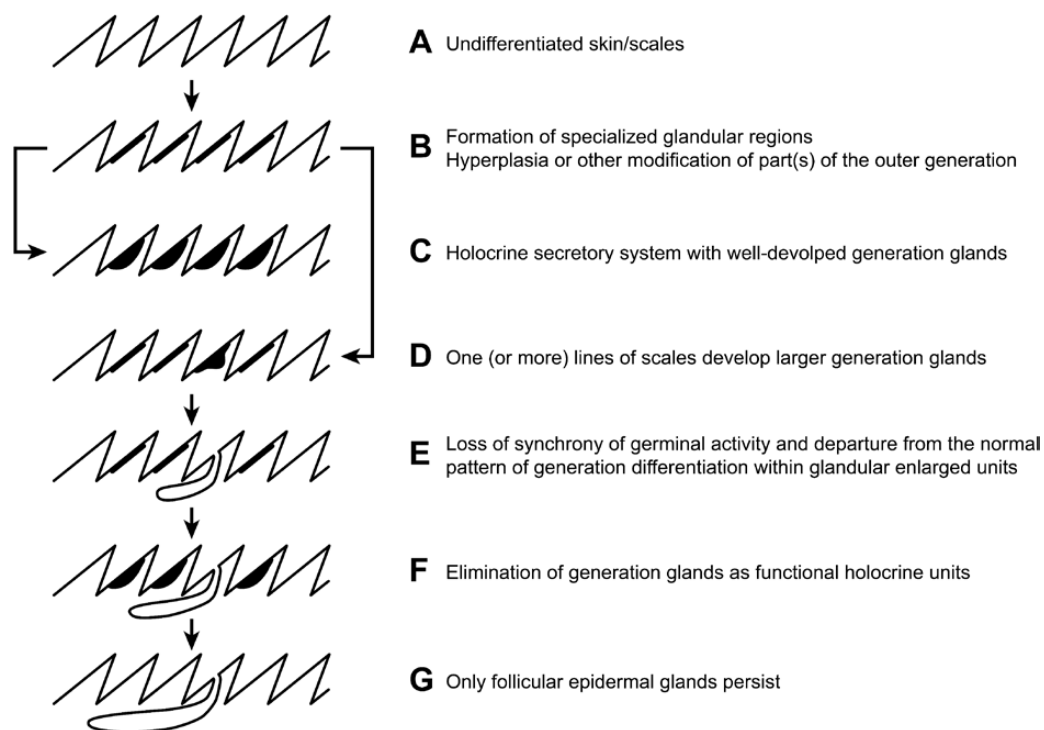 A Undifferentiated skin/scales
B Formation of specialized glandular regions
Hyperplasia or other modification of part(s) of the outer generation
C Holocrine secretory system with well-devolped generation glands
D One (or more) lines of scales develop larger generation glands
E Loss of synchrony of germinal activity and departure from the normal
pattern of generation differentiation within glandular enlarged units
F Elimination of generation glands as functional holocrine units
G Only follicular epidermal glands persist